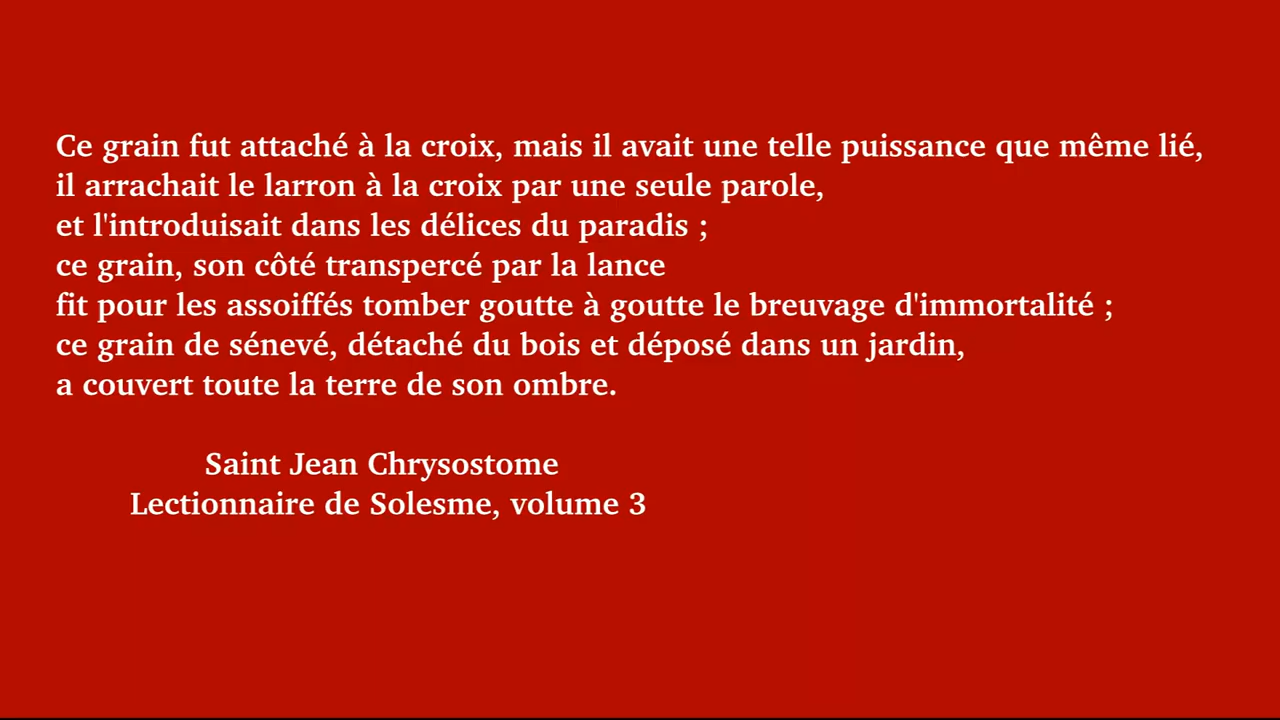 Ce grain fut attaché à la croix, mais il avait une telle puissance que même lié,
il arrachait le larron à la croix par une seule parole,
et l'introduisait dans les délices du paradis ;
ce grain, son côté transpercé par la lance
fit pour les assoiffés tomber goutte à goutte le breuvage d'immortalité ;
ce grain de sénevé, détaché du bois et déposé dans un jardin,
a couvert toute la terre de son ombre.
Saint Jean Chrysostome
Lectionnaire de Solesme, volume 3